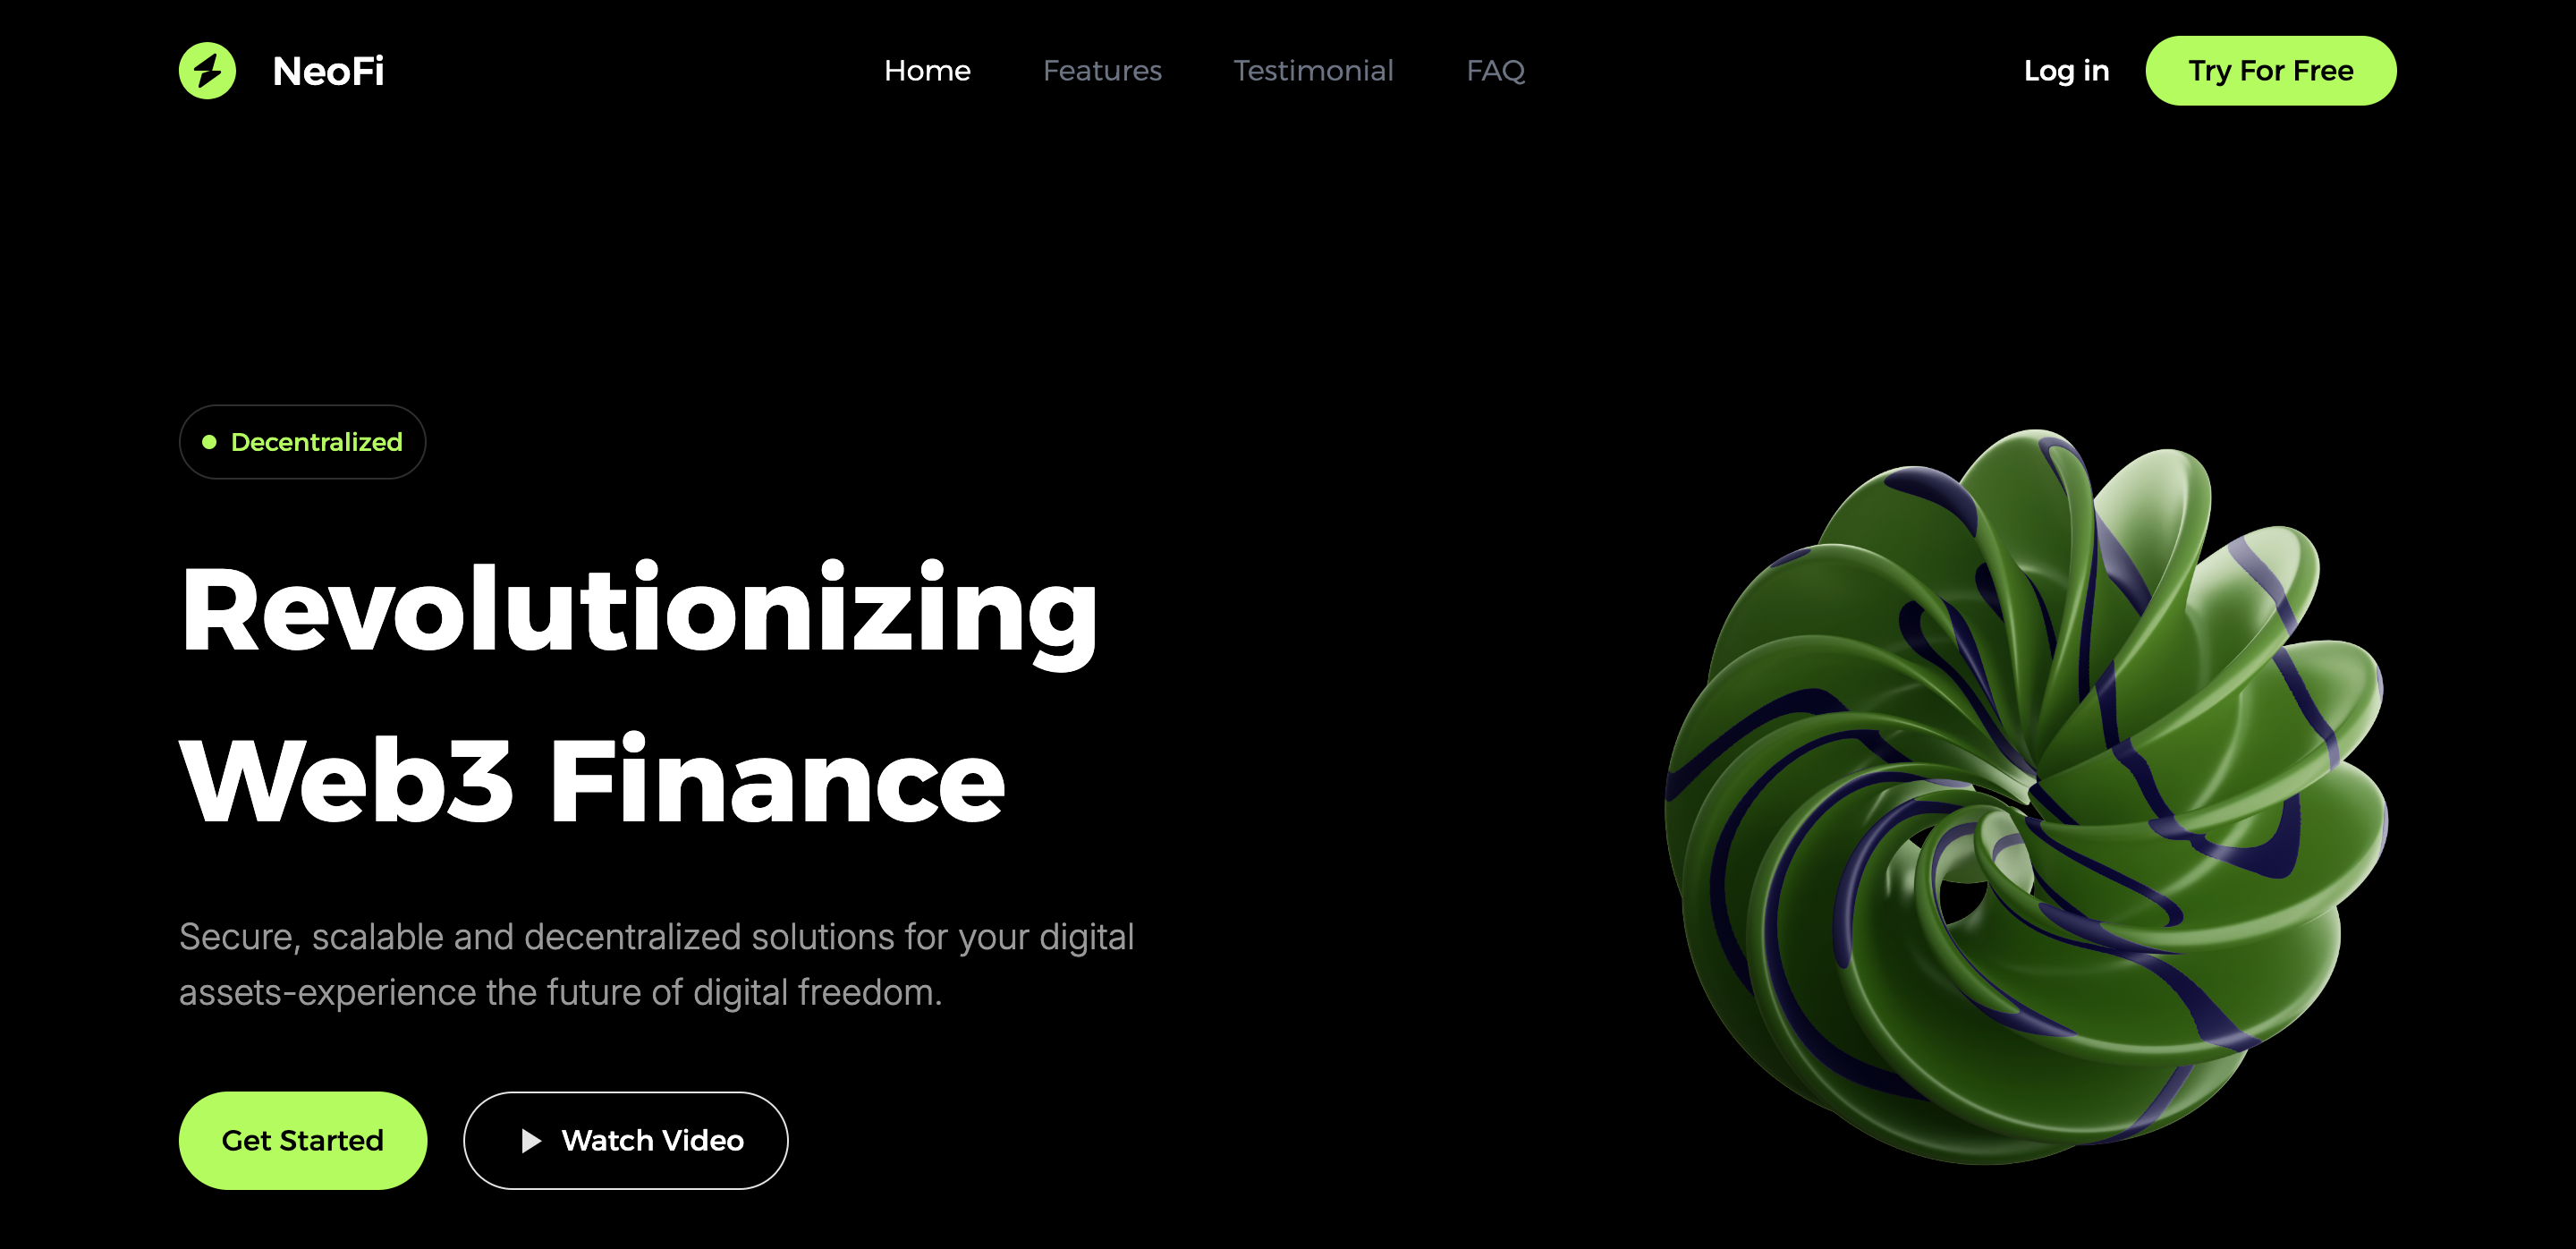 NeoFi
Home Features Testimonial FAQ
Log in Try For Free
Decentralized
Revolutionizing
Web3 Finance
Secure, scalable and decentralized solutions for your digital
assets-experience the future of digital freedom.
Get Started Watch Video